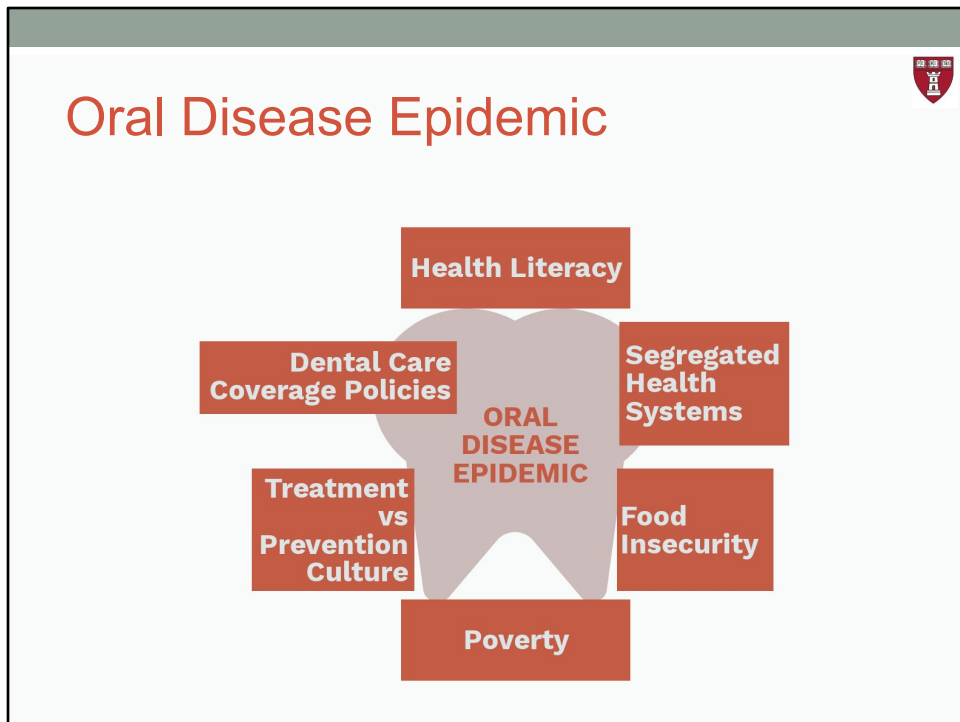 Oral Disease Epidemic
Health Literacy
Dental Care
Coverage Policies
Segregated
Health
Systems
ORAL
DISEASE
EPIDEMIC
Treatment
vs
Prevention
Culture
Food
Insecurity
Poverty